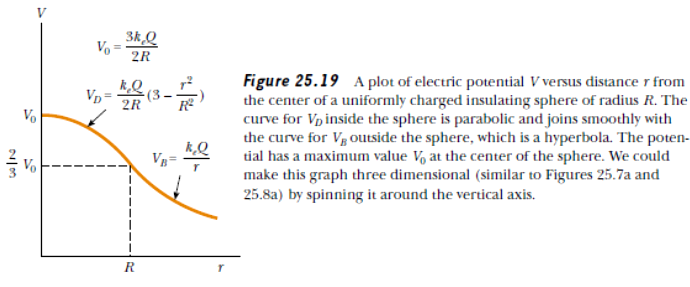 V
V₀ = 3kₑQ / 2R
V_D = kₑQ / 2R (3 − r² / R²)
V₀
2/3 V₀
V_B = kₑQ / r
R
r
Figure 25.19 A plot of electric potential V versus distance r from
the center of a uniformly charged insulating sphere of radius R. The
curve for V_D inside the sphere is parabolic and joins smoothly with
the curve for V_B outside the sphere, which is a hyperbola. The poten-
tial has a maximum value V₀ at the center of the sphere. We could
make this graph three dimensional (similar to Figures 25.7a and
25.8a) by spinning it around the vertical axis.